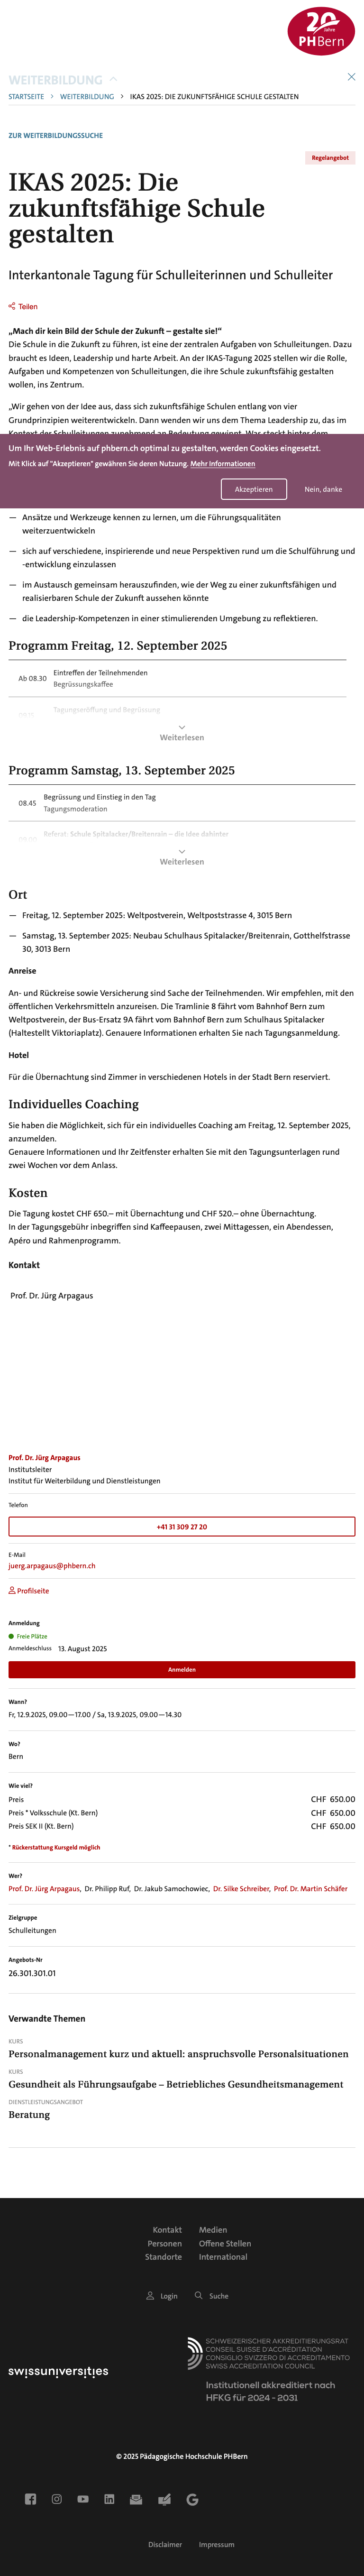 20 Jahre
PHBern
WEITERBILDUNG
STARTSEITE > WEITERBILDUNG > IKAS 2025: DIE ZUKUNFTSFÄHIGE SCHULE GESTALTEN
ZUR WEITERBILDUNGSSUCHE
Regelangebot
IKAS 2025: Die
zukunftsfähige Schule
gestalten
Interkantonale Tagung für Schulleiterinnen und Schulleiter
Teilen
„Mach dir kein Bild der Schule der Zukunft – gestalte sie!“
Die Schule in die Zukunft zu führen, ist eine der zentralen Aufgaben von Schulleitungen. Dazu
braucht es Ideen, Leadership und harte Arbeit. An der IKAS-Tagung 2025 stellen wir die Rolle,
Aufgaben und Kompetenzen von Schulleitungen, die ihre Schule zukunftsfähig gestalten
wollen, ins Zentrum.
„Wir gehen von der Idee aus, dass sich zukunftsfähige Schulen entlang von vier
Grundprinzipien weiterentwickeln. Dann wenden wir uns dem Thema Leadership zu, das im
Um Ihr Web-Erlebnis auf phbern.ch optimal zu gestalten, werden Cookies eingesetzt.
Mit Klick auf "Akzeptieren" gewähren Sie deren Nutzung. Mehr Informationen
Akzeptieren
Nein, danke
— Ansätze und Werkzeuge kennen zu lernen, um die Führungsqualitäten
weiterzuentwickeln
— sich auf verschiedene, inspirierende und neue Perspektiven rund um die Schulführung und
-entwicklung einzulassen
— im Austausch gemeinsam herauszufinden, wie der Weg zu einer zukunftsfähigen und
realisierbaren Schule der Zukunft aussehen könnte
— die Leadership-Kompetenzen in einer stimulierenden Umgebung zu reflektieren.
Programm Freitag, 12. September 2025
Ab 08.30
Eintreffen der Teilnehmenden
Begrüssungskaffee
Tagungseröffnung und Begrüssung
Weiterlesen
Programm Samstag, 13. September 2025
08.45
Begrüssung und Einstieg in den Tag
Tagungsmoderation
Referat: Schule Spitalacker/Breitenrain – die Idee dahinter
Weiterlesen
Ort
— Freitag, 12. September 2025: Weltpostverein, Weltpoststrasse 4, 3015 Bern
— Samstag, 13. September 2025: Neubau Schulhaus Spitalacker/Breitenrain, Gotthelfstrasse
30, 3013 Bern
Anreise
An- und Rückreise sowie Versicherung sind Sache der Teilnehmenden. Wir empfehlen, mit den
öffentlichen Verkehrsmitteln anzureisen. Die Tramlinie 8 fährt vom Bahnhof Bern zum
Weltpostverein, der Bus-Ersatz 9A fährt vom Bahnhof Bern zum Schulhaus Spitalacker
(Haltestellt Viktoriaplatz). Genauere Informationen erhalten Sie nach Tagungsanmeldung.
Hotel
Für die Übernachtung sind Zimmer in verschiedenen Hotels in der Stadt Bern reserviert.
Individuelles Coaching
Sie haben die Möglichkeit, sich für ein individuelles Coaching am Freitag, 12. September 2025,
anzumelden.
Genauere Informationen und Ihr Zeitfenster erhalten Sie mit den Tagungsunterlagen rund
zwei Wochen vor dem Anlass.
Kosten
Die Tagung kostet CHF 650.– mit Übernachtung und CHF 520.– ohne Übernachtung.
In der Tagungsgebühr inbegriffen sind Kaffeepausen, zwei Mittagessen, ein Abendessen,
Apéro und Rahmenprogramm.
Kontakt
Prof. Dr. Jürg Arpagaus
Prof. Dr. Jürg Arpagaus
Institutsleiter
Institut für Weiterbildung und Dienstleistungen
Telefon
+41 31 309 27 20
E-Mail
juerg.arpagaus@phbern.ch
Profilseite
Anmeldung
Freie Plätze
Anmeldeschluss 13. August 2025
Anmelden
Wann?
Fr, 12.9.2025, 09.00—17.00 / Sa, 13.9.2025, 09.00—14.30
Wo?
Bern
Wie viel?
Preis CHF 650.00
Preis * Volksschule (Kt. Bern) CHF 650.00
Preis SEK II (Kt. Bern) CHF 650.00
* Rückerstattung Kursgeld möglich
Wer?
Prof. Dr. Jürg Arpagaus, Dr. Philipp Ruf, Dr. Jakub Samochowiec, Dr. Silke Schreiber, Prof. Dr. Martin Schäfer
Zielgruppe
Schulleitungen
Angebots-Nr
26.301.301.01
Verwandte Themen
KURS
Personalmanagement kurz und aktuell: anspruchsvolle Personalsituationen
KURS
Gesundheit als Führungsaufgabe – Betriebliches Gesundheitsmanagement
DIENSTLEISTUNGSANGEBOT
Beratung
Kontakt Medien
Personen Offene Stellen
Standorte International
Login Suche
swissuniversities
SCHWEIZERISCHER AKKREDITIERUNGSRAT
CONSEIL SUISSE D'ACCRÉDITATION
CONSIGLIO SVIZZERO DI ACCREDITAMENTO
SWISS ACCREDITATION COUNCIL
Institutionell akkreditiert nach
HFKG für 2024 - 2031
© 2025 Pädagogische Hochschule PHBern
Disclaimer Impressum